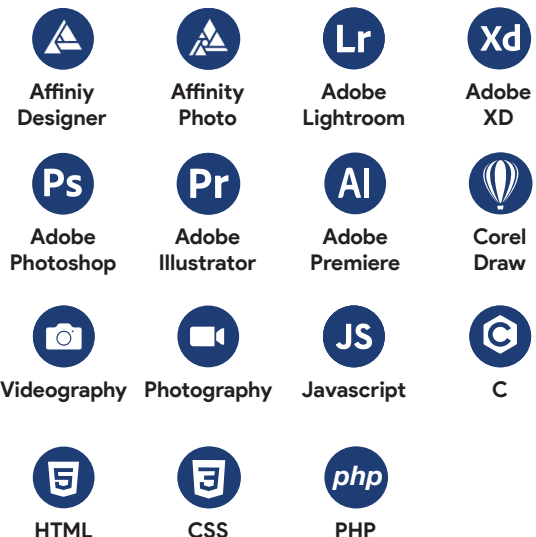 Lr Xd
Affiniy Affinity Adobe Adobe
Designer Photo Lightroom XD
Ps Pr AI
Adobe Adobe Adobe Corel
Photoshop Illustrator Premiere Draw
JS C
Videography Photography Javascript C
5 3 php
HTML CSS PHP